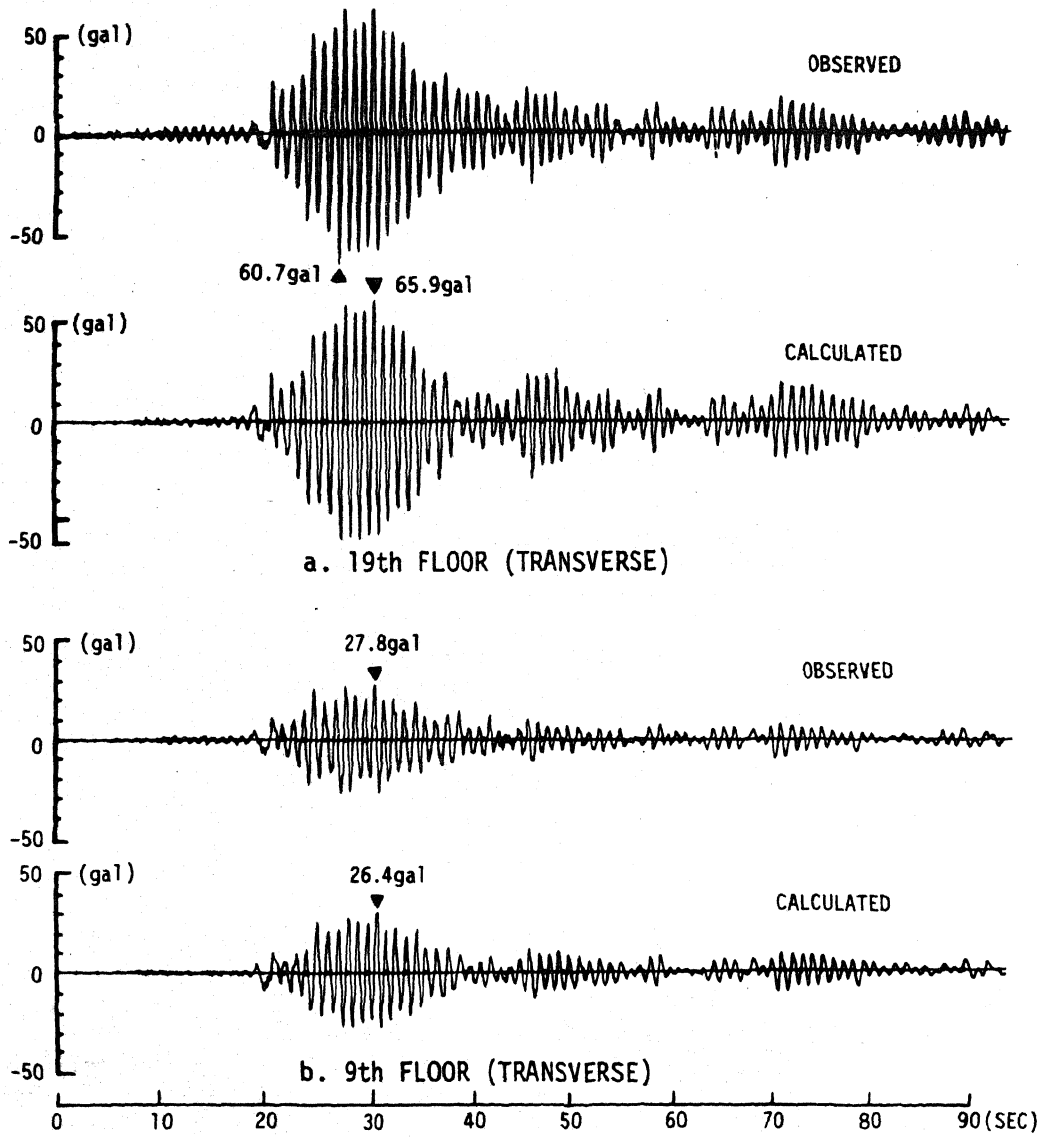 50 (gal)
OBSERVED
0
-50
60.7gal ▲ ▼ 65.9gal
50 (gal)
CALCULATED
0
-50
a. 19th FLOOR (TRANSVERSE)
27.8gal
50 (gal)
OBSERVED
0
-50
26.4gal
50 (gal)
CALCULATED
0
-50
b. 9th FLOOR (TRANSVERSE)
0 10 20 30 40 50 60 70 80 90 (SEC)